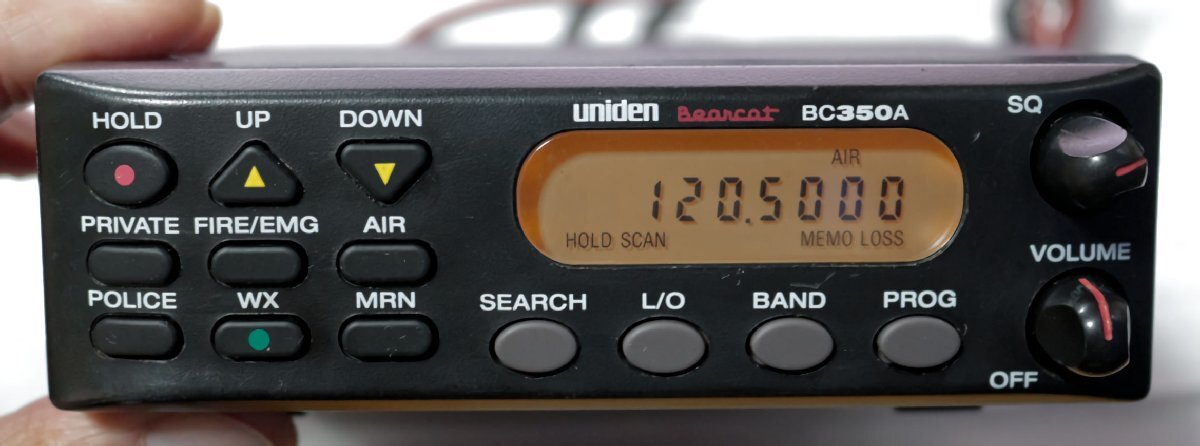 uniden Bearcat BC350A
SQ
HOLD UP DOWN
AIR
120.5000
HOLD SCAN MEMO LOSS
PRIVATE FIRE/EMG AIR
VOLUME
POLICE WX MRN
SEARCH L/O BAND PROG
OFF